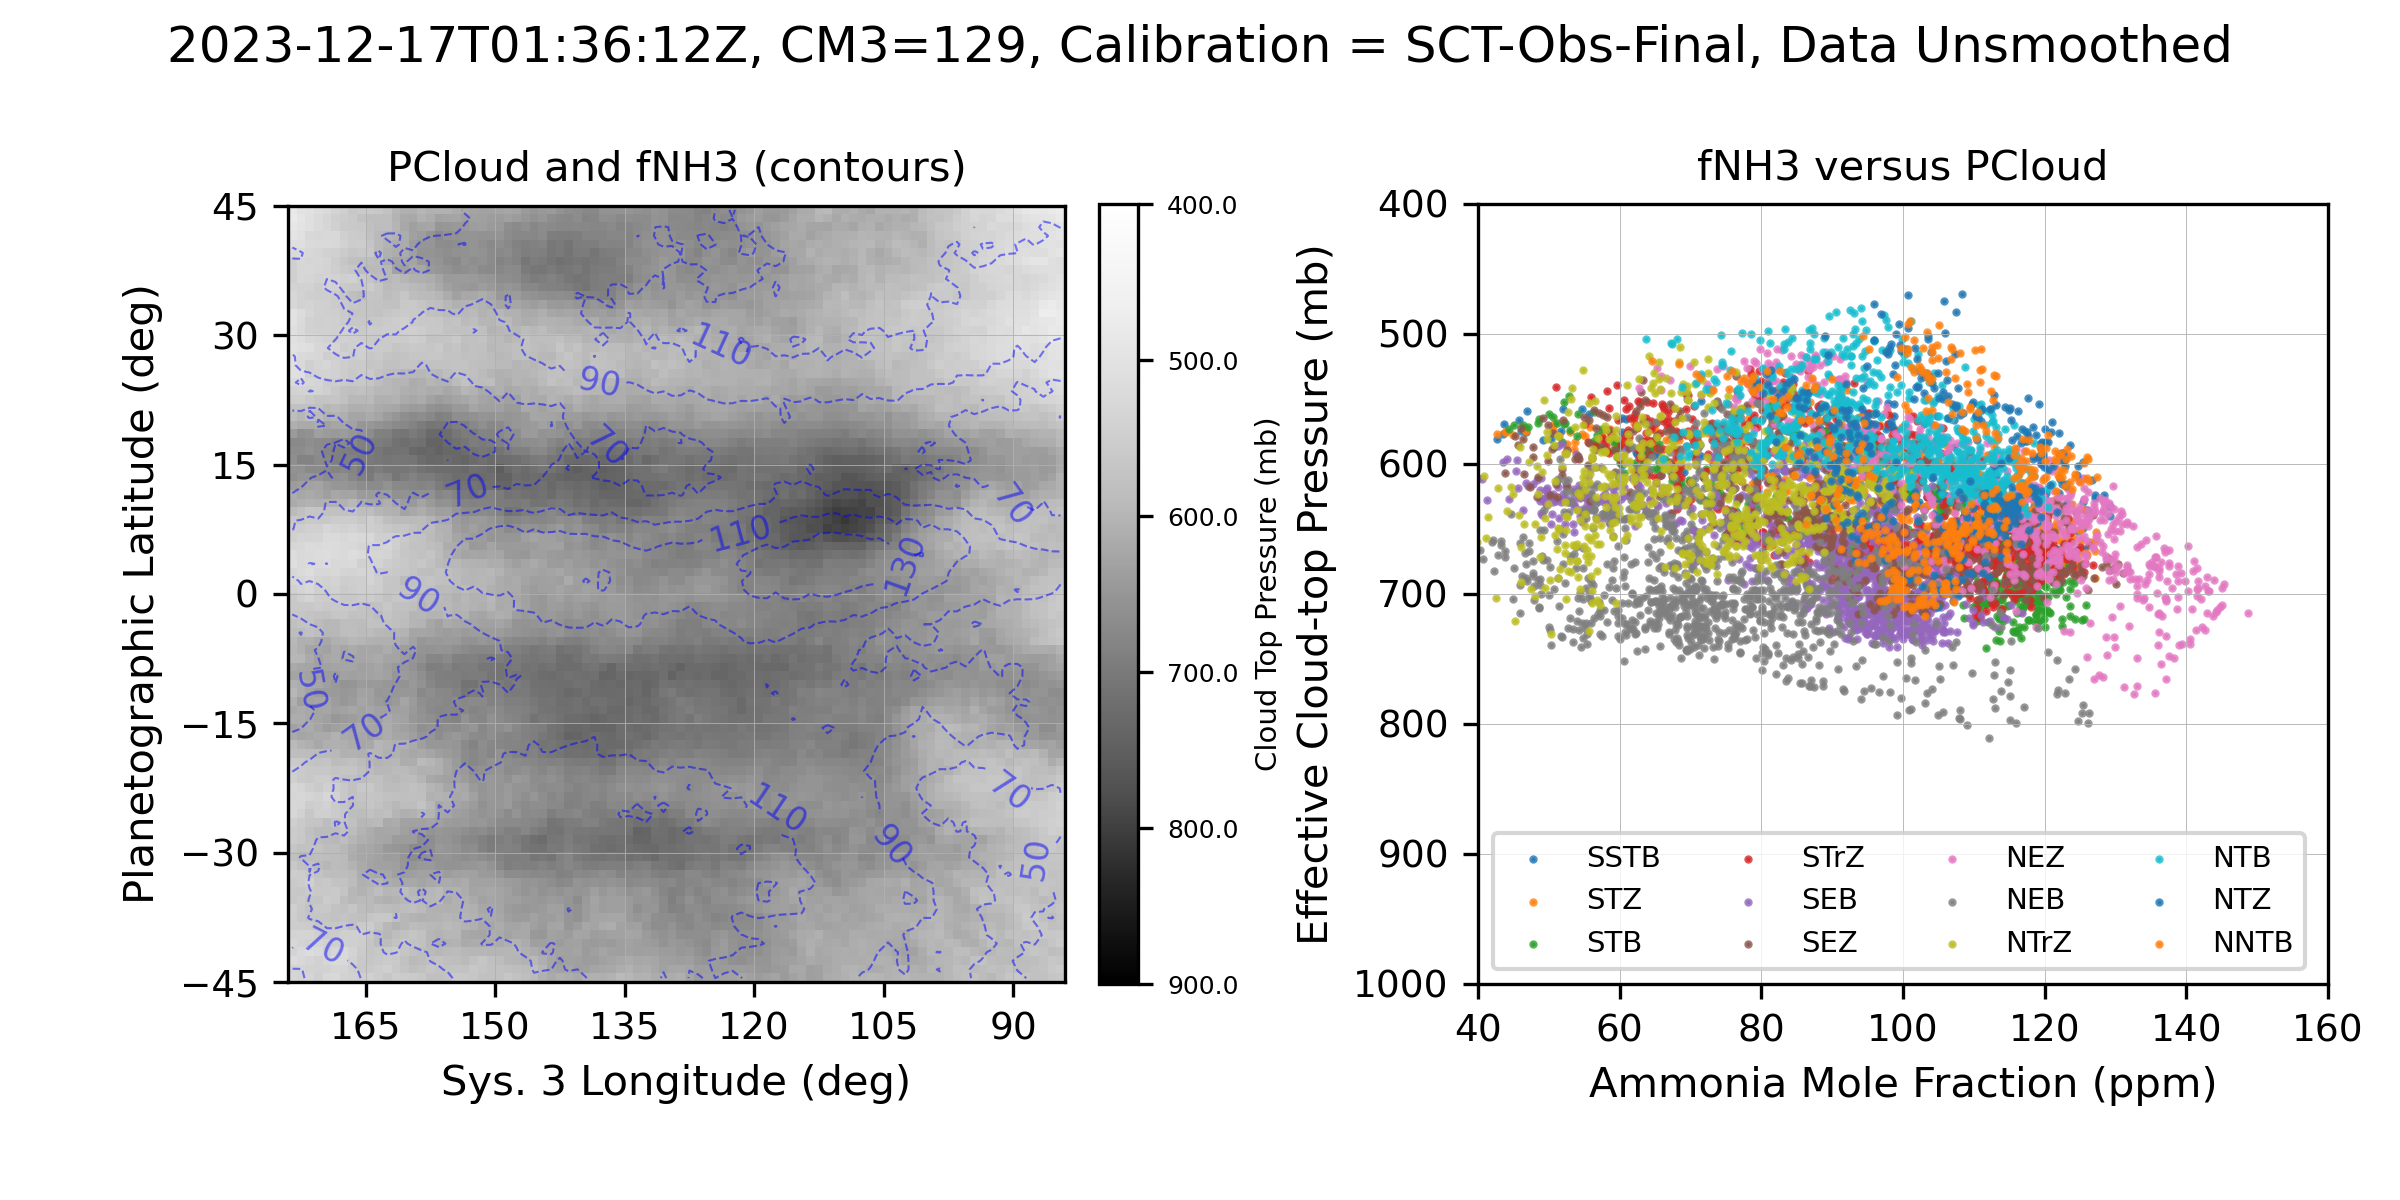 2023-12-17T01:36:12Z, CM3=129, Calibration = SCT-Obs-Final, Data Unsmoothed
PCloud and fNH3 (contours)
Planetographic Latitude (deg)
45
30
15
0
−15
−30
−45
165
150
135
120
105
90
Sys. 3 Longitude (deg)
110
90
50
70
70
70
110
130
90
50
70
110
70
90
50
70
400.0
500.0
600.0
700.0
800.0
900.0
Cloud Top Pressure (mb)
fNH3 versus PCloud
Effective Cloud-top Pressure (mb)
400
500
600
700
800
900
1000
40
60
80
100
120
140
160
Ammonia Mole Fraction (ppm)
SSTB
STZ
STB
STrZ
SEB
SEZ
NEZ
NEB
NTrZ
NTB
NTZ
NNTB